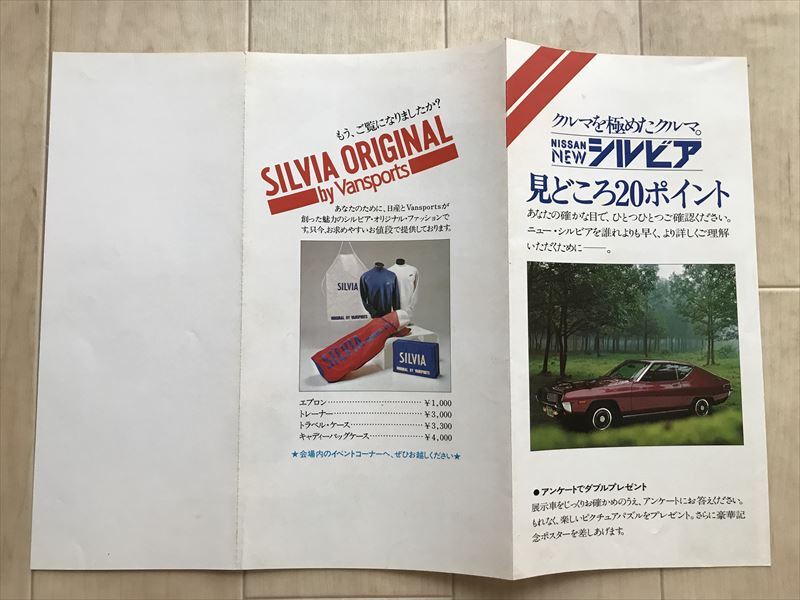 もう、ご覧になりましたか?
SILVIA ORIGINAL
by Vansports
あなたのために、日産とVansportsが
創った魅力のシルビア・オリジナル・ファッションで
す。只今、お求めやすいお値段で提供しております。
SILVIA
ORIGINAL BY VANSPORTS
SILVIA
SILVIA
ORIGINAL BY VANSPORTS
エプロン……………………¥1,000
トレーナー…………………¥3,000
トラベル・ケース……………¥3,300
キャディーバッグケース………¥4,000
★会場内のイベントコーナーへ、ぜひお越しください★
クルマを極めたクルマ。
NISSAN
NEW シルビア
見どころ20ポイント
あなたの確かな目で、ひとつひとつご確認ください。
ニュー・シルビアを誰れよりも早く、より詳しくご理解
いただくために——。
●アンケートでダブルプレゼント
展示車をじっくりお確かめのうえ、アンケートにお答えください。
もれなく、楽しいピクチュアパズルをプレゼント。さらに豪華記
念ポスターを差しあげます。